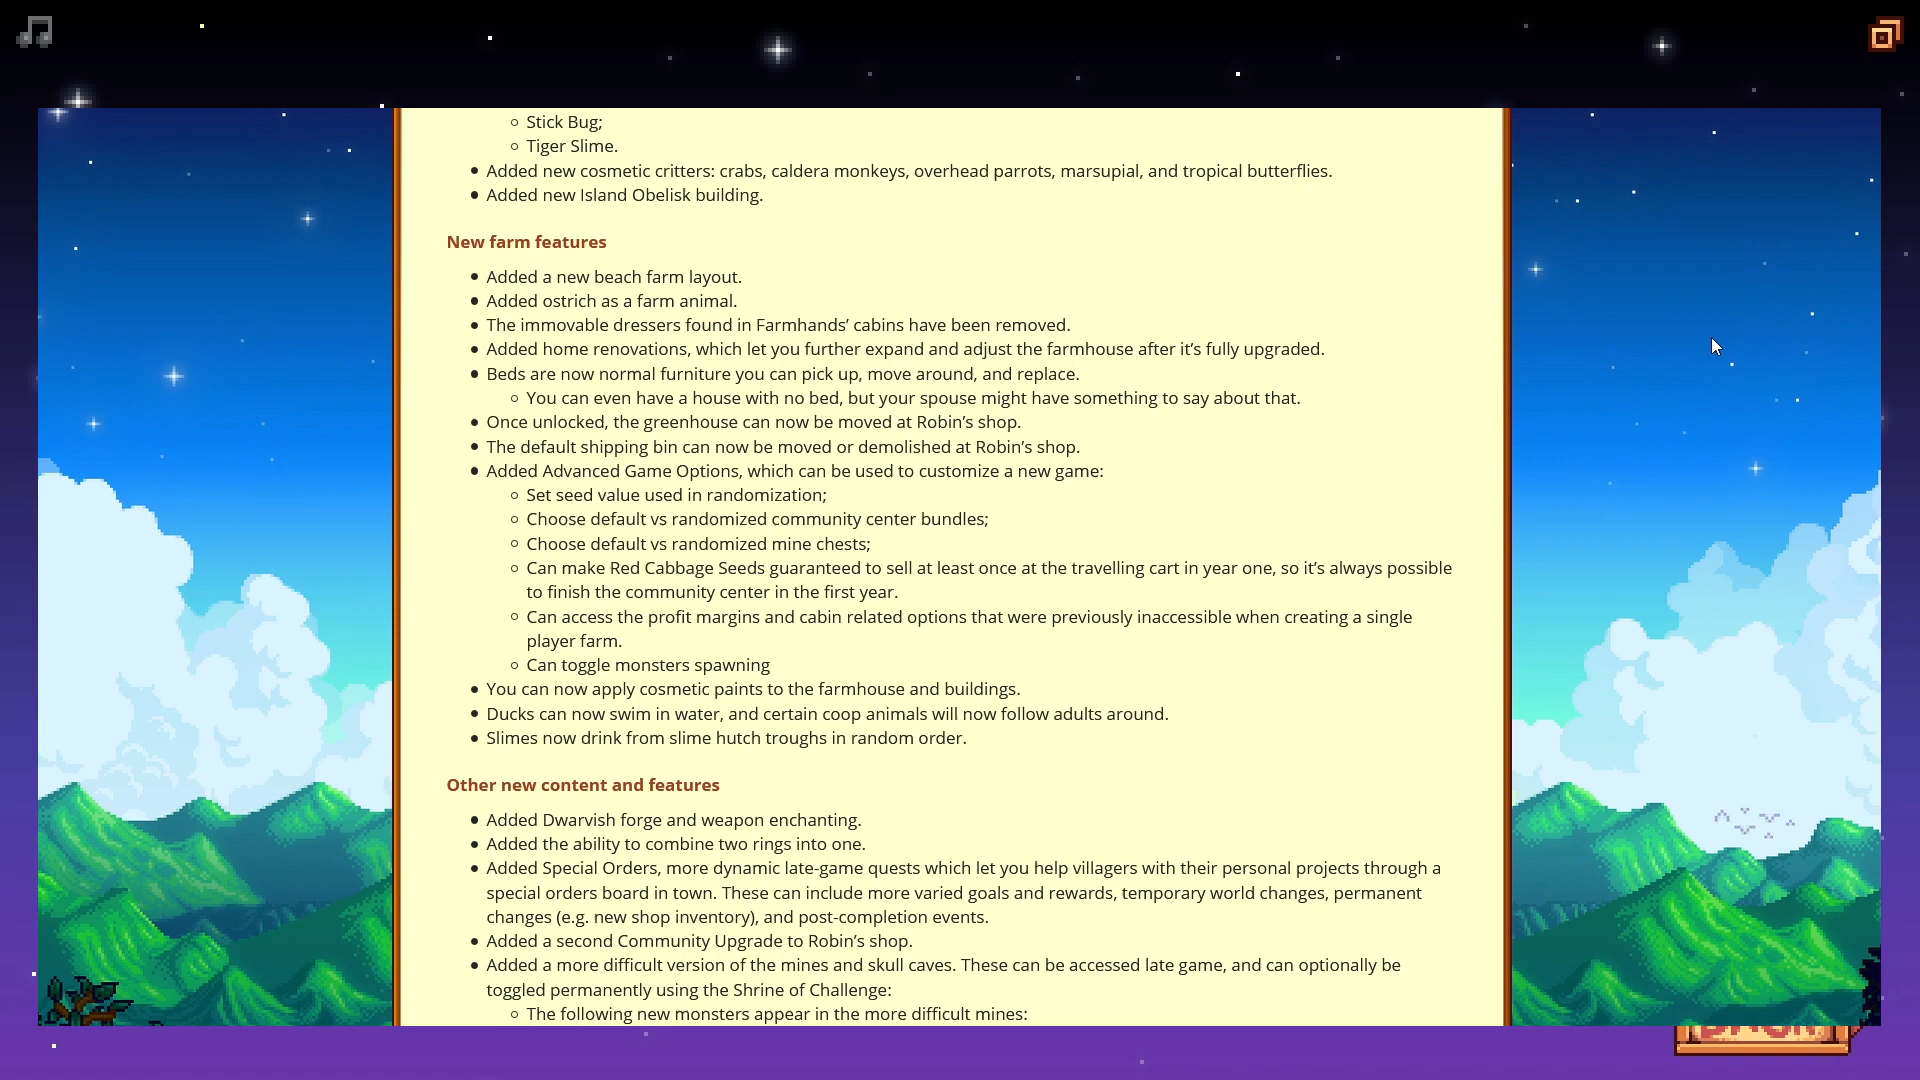 Stick Bug;
Tiger Slime.
Added new cosmetic critters: crabs, caldera monkeys, overhead parrots, marsupial, and tropical butterflies.
Added new Island Obelisk building.
New farm features
Added a new beach farm layout.
Added ostrich as a farm animal.
The immovable dressers found in Farmhands’ cabins have been removed.
Added home renovations, which let you further expand and adjust the farmhouse after it’s fully upgraded.
Beds are now normal furniture you can pick up, move around, and replace.
You can even have a house with no bed, but your spouse might have something to say about that.
Once unlocked, the greenhouse can now be moved at Robin’s shop.
The default shipping bin can now be moved or demolished at Robin’s shop.
Added Advanced Game Options, which can be used to customize a new game:
Set seed value used in randomization;
Choose default vs randomized community center bundles;
Choose default vs randomized mine chests;
Can make Red Cabbage Seeds guaranteed to sell at least once at the travelling cart in year one, so it’s always possible
to finish the community center in the first year.
Can access the profit margins and cabin related options that were previously inaccessible when creating a single
player farm.
Can toggle monsters spawning
You can now apply cosmetic paints to the farmhouse and buildings.
Ducks can now swim in water, and certain coop animals will now follow adults around.
Slimes now drink from slime hutch troughs in random order.
Other new content and features
Added Dwarvish forge and weapon enchanting.
Added the ability to combine two rings into one.
Added Special Orders, more dynamic late-game quests which let you help villagers with their personal projects through a
special orders board in town. These can include more varied goals and rewards, temporary world changes, permanent
changes (e.g. new shop inventory), and post-completion events.
Added a second Community Upgrade to Robin’s shop.
Added a more difficult version of the mines and skull caves. These can be accessed late game, and can optionally be
toggled permanently using the Shrine of Challenge:
The following new monsters appear in the more difficult mines: